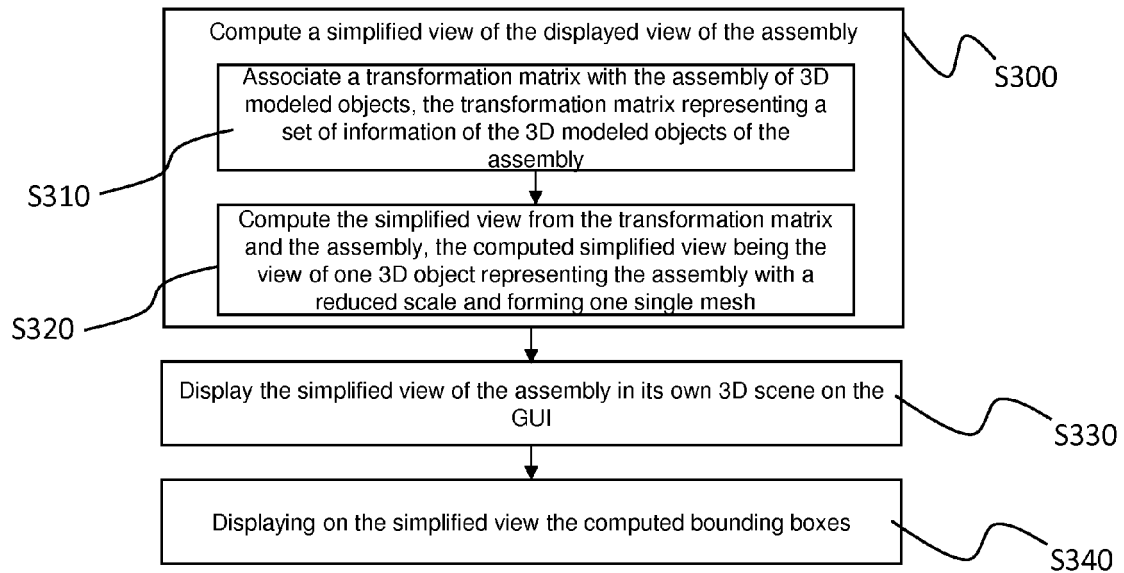 Compute a simplified view of the displayed view of the assembly
S300
Associate a transformation matrix with the assembly of 3D
modeled objects, the transformation matrix representing a
set of information of the 3D modeled objects of the
assembly
S310
Compute the simplified view from the transformation matrix
and the assembly, the computed simplified view being the
view of one 3D object representing the assembly with a
reduced scale and forming one single mesh
S320
Display the simplified view of the assembly in its own 3D scene on the
GUI
S330
Displaying on the simplified view the computed bounding boxes
S340